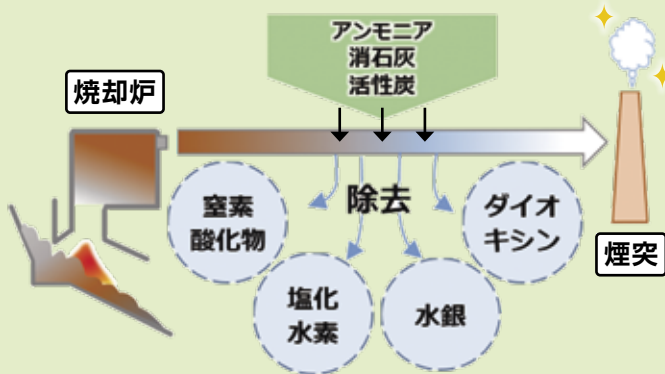 アンモニア
消石灰
活性炭
焼却炉
窒素
酸化物
除去
ダイオ
キシン
塩化
水素
水銀
煙突